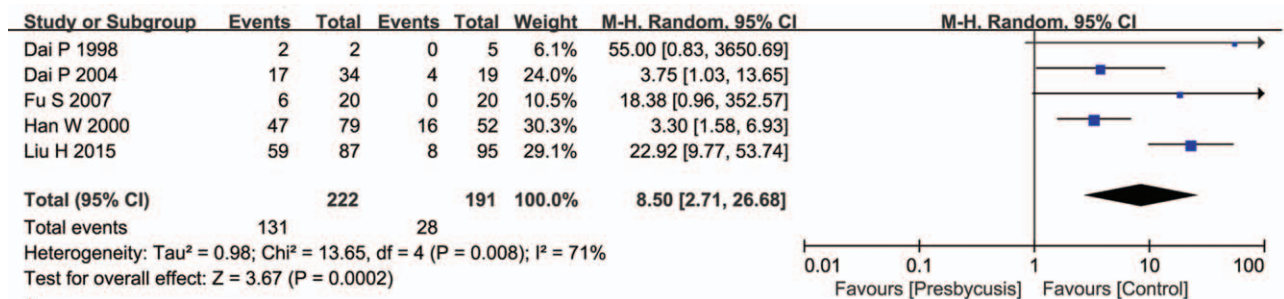 Study or Subgroup Events Total Events Total Weight M-H, Random, 95% CI M-H, Random, 95% CI
Dai P 1998 2 2 0 5 6.1% 55.00 [0.83, 3650.69]
Dai P 2004 17 34 4 19 24.0% 3.75 [1.03, 13.65]
Fu S 2007 6 20 0 20 10.5% 18.38 [0.96, 352.57]
Han W 2000 47 79 16 52 30.3% 3.30 [1.58, 6.93]
Liu H 2015 59 87 8 95 29.1% 22.92 [9.77, 53.74]
Total (95% CI) 222 191 100.0% 8.50 [2.71, 26.68]
Total events 131 28
Heterogeneity: Tau² = 0.98; Chi² = 13.65, df = 4 (P = 0.008); I² = 71%
Test for overall effect: Z = 3.67 (P = 0.0002)
0.01 0.1 1 10 100
Favours [Presbycusis] Favours [Control]